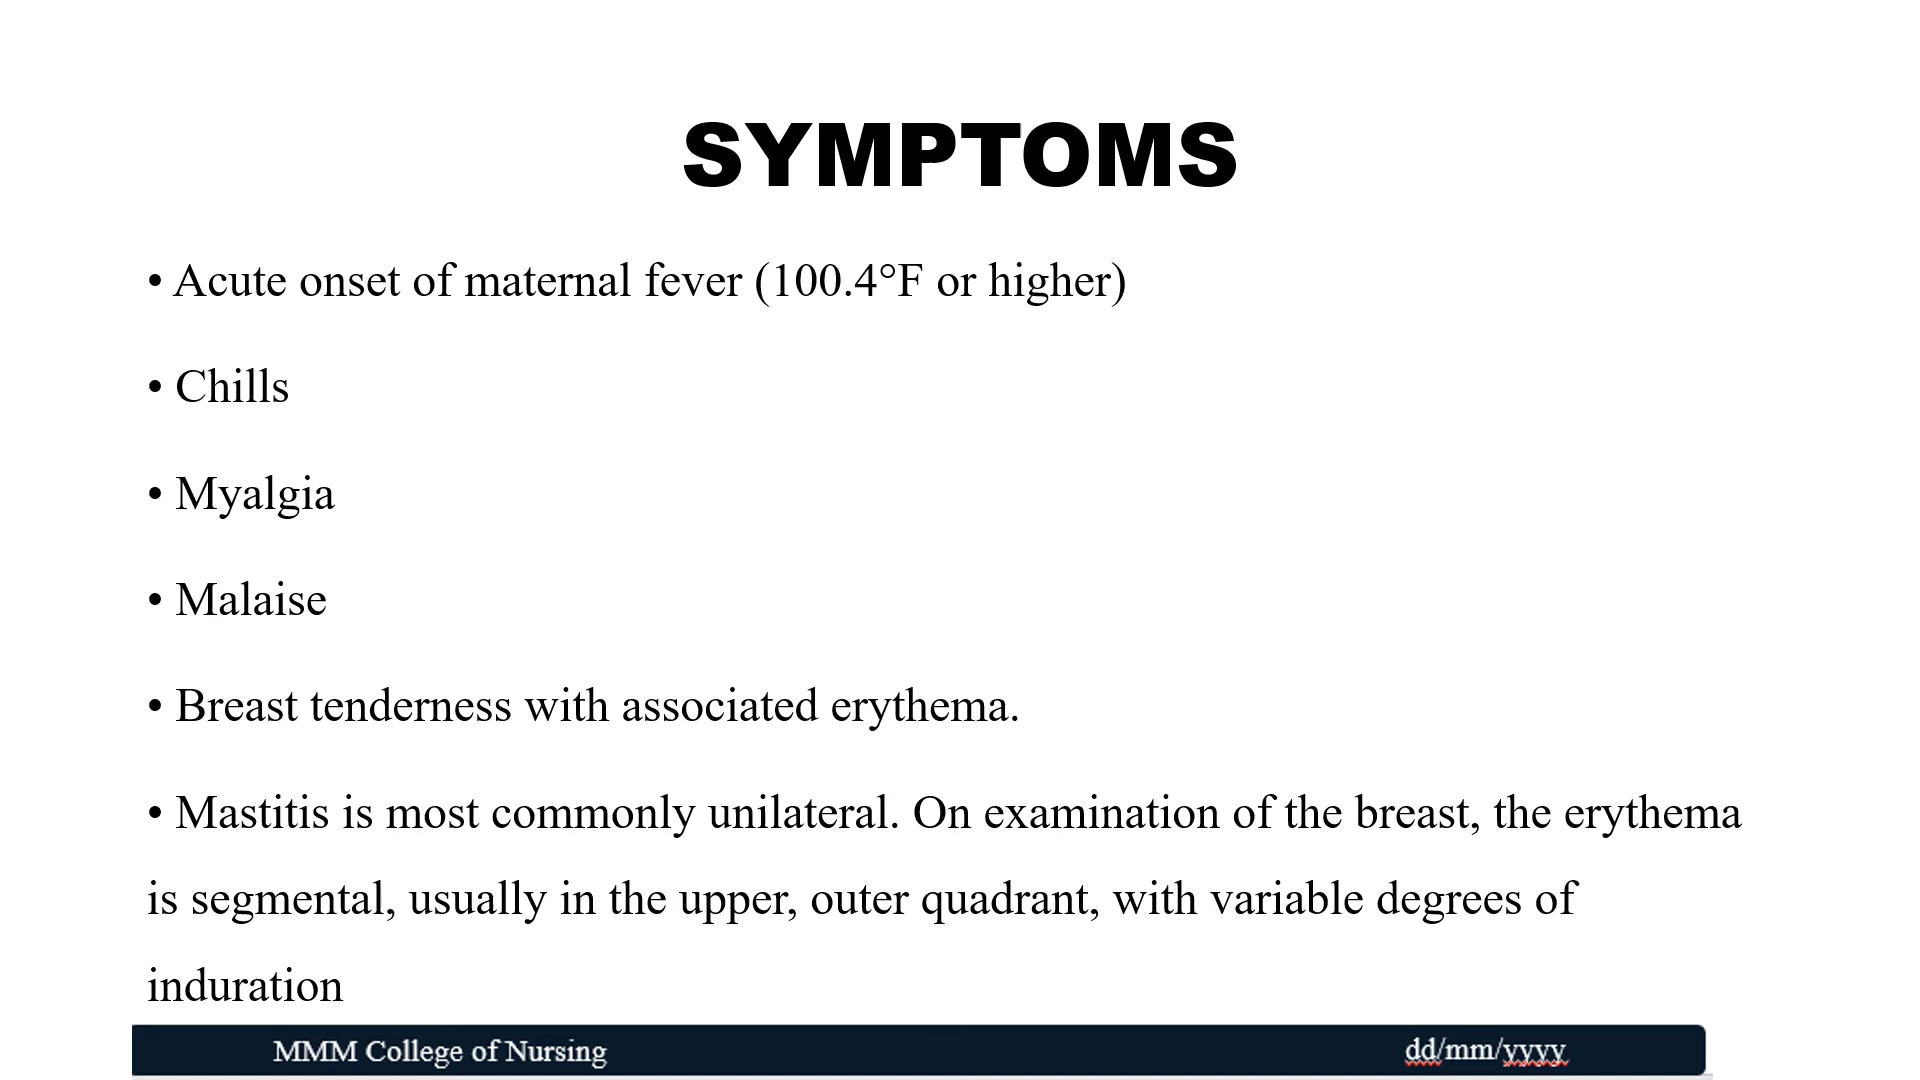 SYMPTOMS
• Acute onset of maternal fever (100.4°F or higher)
• Chills
• Myalgia
• Malaise
• Breast tenderness with associated erythema.
• Mastitis is most commonly unilateral. On examination of the breast, the erythema
is segmental, usually in the upper, outer quadrant, with variable degrees of
induration
MMM College of Nursing dd/mm/yyyy